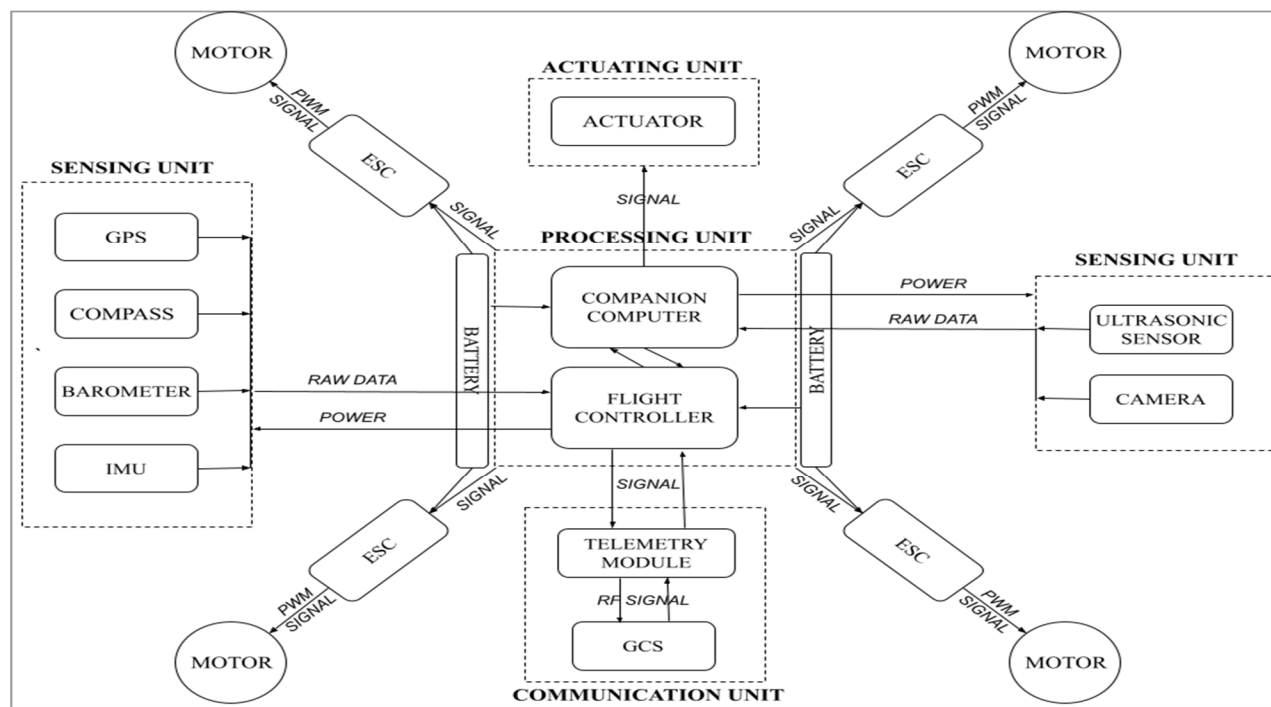 MOTOR
MOTOR
ACTUATING UNIT
PWM
SIGNAL
PWM
SIGNAL
ACTUATOR
ESC
ESC
SENSING UNIT
SIGNAL
SIGNAL
SIGNAL
GPS
PROCESSING UNIT
SENSING UNIT
COMPANION
COMPUTER
POWER
COMPASS
RAW DATA
ULTRASONIC
SENSOR
BATTERY
BATTERY
BAROMETER
RAW DATA
FLIGHT
CONTROLLER
CAMERA
POWER
IMU
SIGNAL
SIGNAL
SIGNAL
ESC
ESC
TELEMETRY
MODULE
PWM
SIGNAL
RF SIGNAL
PWM
SIGNAL
GCS
MOTOR
MOTOR
COMMUNICATION UNIT